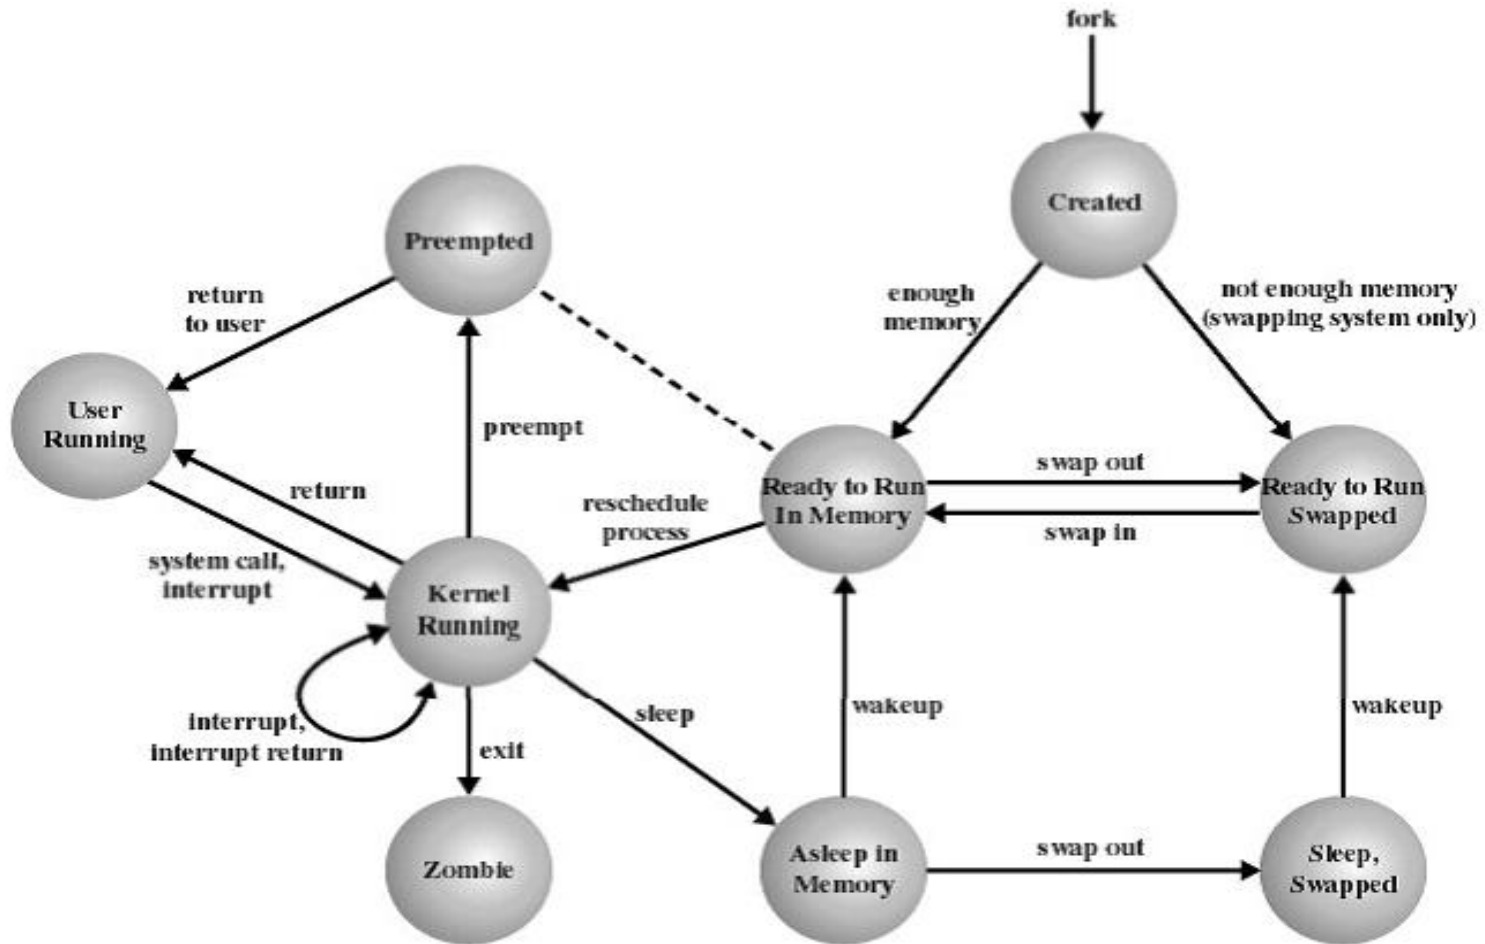 fork
Created
Preempted
return
to user
enough
memory
not enough memory
(swapping system only)
User
Running
preempt
return
reschedule
process
Ready to Run
In Memory
swap out
swap in
Ready to Run
Swapped
system call,
interrupt
Kernel
Running
interrupt,
interrupt return
exit
sleep
wakeup
wakeup
Zombie
Asleep in
Memory
swap out
Sleep,
Swapped